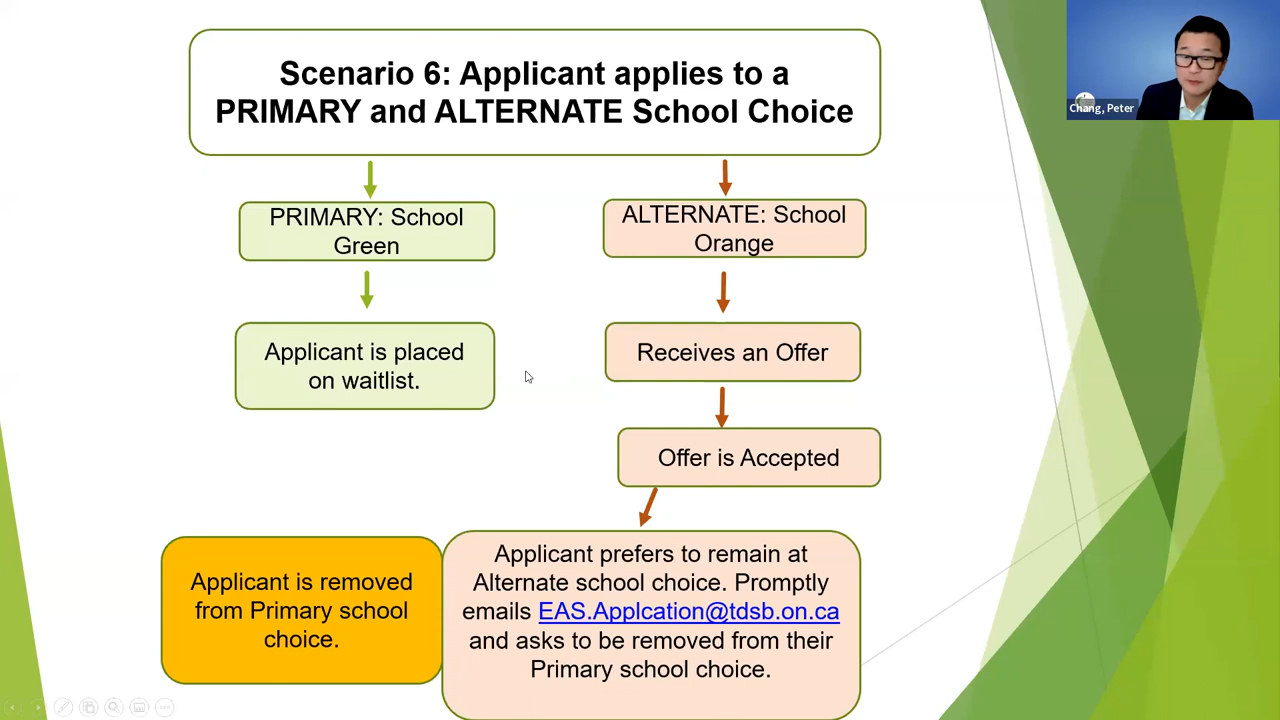 Scenario 6: Applicant applies to a
PRIMARY and ALTERNATE School Choice
Chang, Peter
PRIMARY: School
Green
ALTERNATE: School
Orange
Applicant is placed
on waitlist.
Receives an Offer
Offer is Accepted
Applicant is removed
from Primary school
choice.
Applicant prefers to remain at
Alternate school choice. Promptly
emails EAS.Applcation@tdsb.on.ca
and asks to be removed from their
Primary school choice.